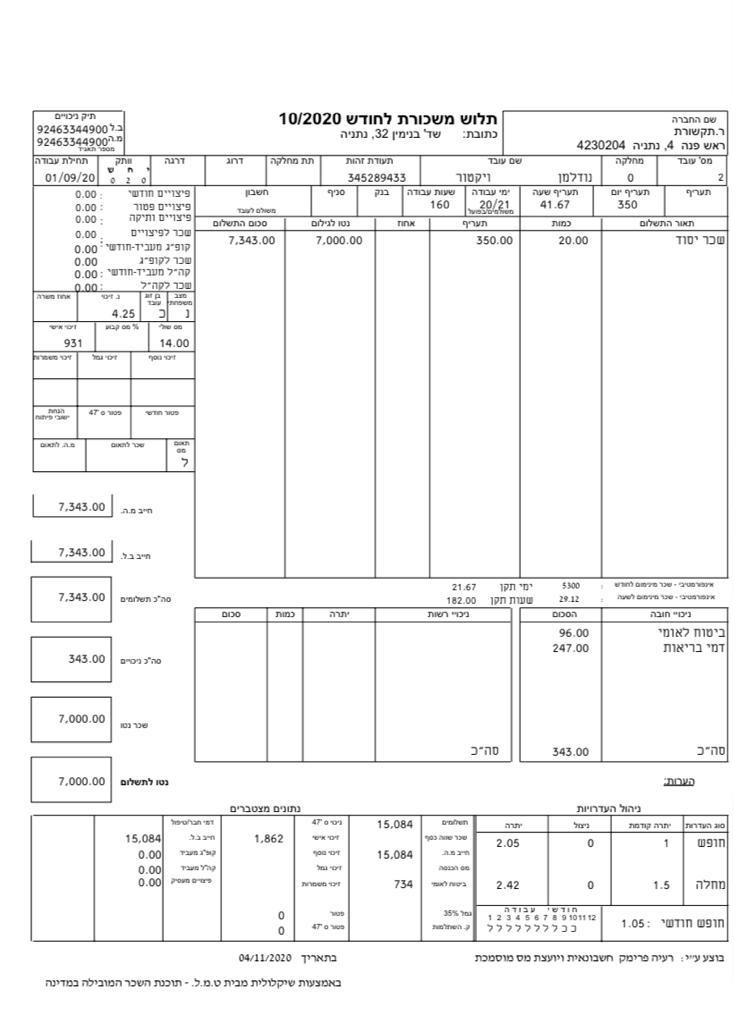 תלוש משכורת לחודש 10/2020
כתובת: שד' בנימין 32, נתניה
שם החברה
ר.תקשורת
ראש פנה 4, נתניה 4230204
תיק ניכויים
ב.ל 92463344900
מ.ה. 92463344900
מספר תאגיד
מס' עובד מחלקה שם עובד תעודת זהות תת מחלקה דרוג דרגה וותק תחילת עבודה
י ח ש
2 0 נודלמן ויקטור 345289433 0 2 0 01/09/20
תעריף תעריף יום תעריף שעה ימי עבודה שעות עבודה בנק סניף חשבון
350 41.67 20/21 160
משולמים/בפועל משולם לעובד
תאור התשלום כמות תעריף אחוז נטו לגילום סכום התשלום
שכר יסוד 20.00 350.00 7,000.00 7,343.00
פיצויים חודשי : 0.00
פיצויים פטור : 0.00
פיצויים ותיקה : 0.00
שכר לפיצויים : 0.00
קופ"ג מעביד-חודשי : 0.00
שכר לקופ"ג 0.00
קה"ל מעביד-חודשי : 0.00
שכר לקה"ל 0.00
מצב משפחתי בן זוג עובד נ. זיכוי אחוז משרה
נ כ 4.25
מס שולי % מס קבוע זיכוי אישי
14.00 931
זיכוי נוסף זיכוי גמל זיכוי משמרות
פטור חודשי פטור ס '47 הנחת ישובי פיתוח
תאום מס שכר לתאום מ.ה. לתאום
ל
חייב מ.ה. 7,343.00
חייב ב.ל. 7,343.00
סה"כ תשלומים 7,343.00
סה"כ ניכויים 343.00
שכר נטו 7,000.00
נטו לתשלום 7,000.00
אינפורמטיבי - שכר מינימום לחודש : 5300 ימי תקן 21.67
אינפורמטיבי - שכר מינימום לשעה : 29.12 שעות תקן 182.00
ניכויי חובה הסכום ניכויי רשות יתרה כמות סכום
ביטוח לאומי 96.00
דמי בריאות 247.00
סה"כ 343.00 סה"כ
הערות:
ניהול העדרויות
סוג העדרות יתרה קודמת ניצול יתרה
חופש 1 0 2.05
מחלה 1.5 0 2.42
חופש חודשי : 1.05
חודשי עבודה
1 2 3 4 5 6 7 8 9 10 11 12
ל ל ל ל ל ל ל ל כ כ
נתונים מצטברים
תשלומים 15,084 ניכוי ס '47 דמי חבר/טיפול
שכר שווה כסף זיכוי אישי 1,862 חייב ב.ל. 15,084
חייב מ.ה. 15,084 זיכוי נוסף קופ"ג מעביד 0.00
מס הכנסה זיכוי גמל קה"ל מעביד 0.00
ביטוח לאומי 734 זיכוי משמרות פיצויים מעסיק 0.00
גמל 35% פטור 0
ק. השתלמות פטור ס '47 0
בוצע ע"י: רעיה פרימק חשבונאית ויועצת מס מוסמכת
בתאריך 04/11/2020
באמצעות שיקלולית מבית ט.מ.ל. - תוכנת השכר המובילה במדינה